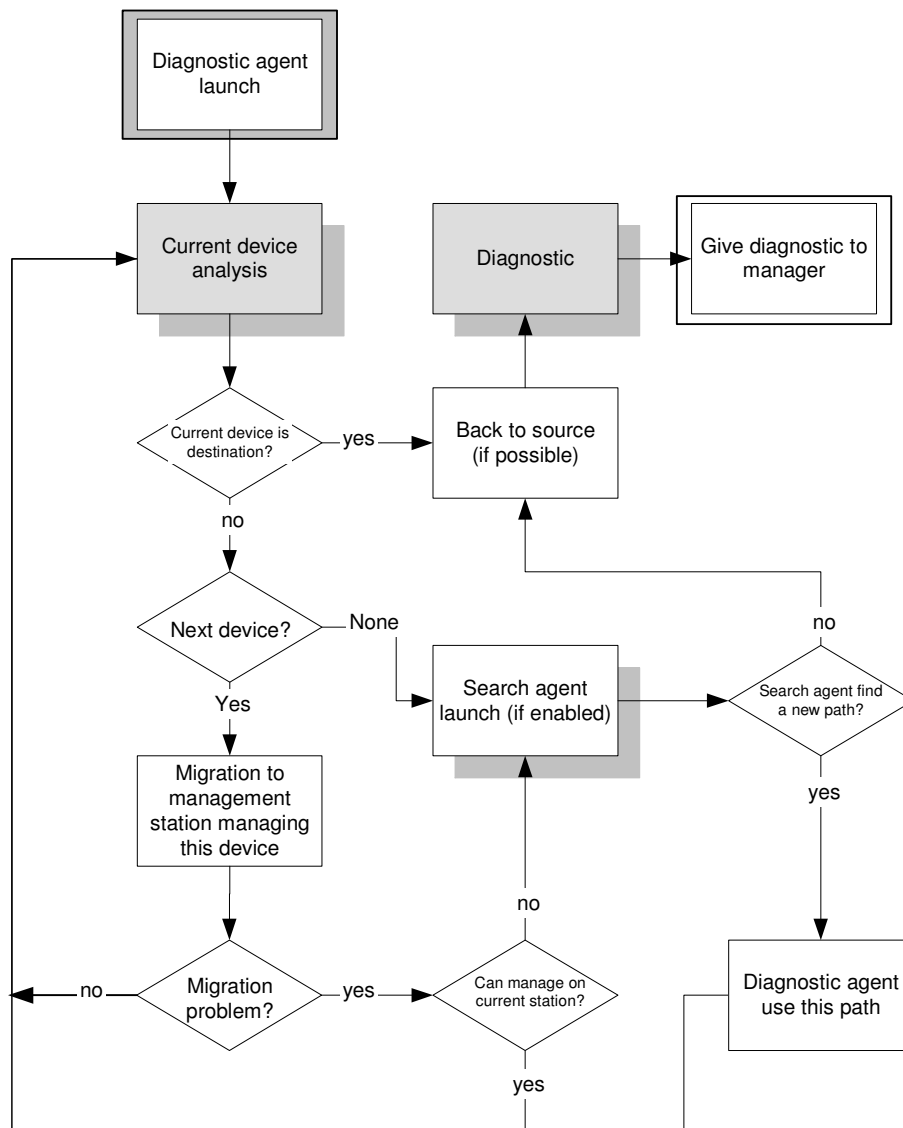 Diagnostic agent
launch
Current device
analysis
Diagnostic
Give diagnostic to
manager
Current device is
destination?
yes
Back to source
(if possible)
no
Next device?
None
Search agent
launch (if enabled)
no
Search agent find
a new path?
Yes
Migration to
management
station managing
this device
yes
no
Migration
problem?
no
yes
Can manage on
current station?
Diagnostic agent
use this path
yes